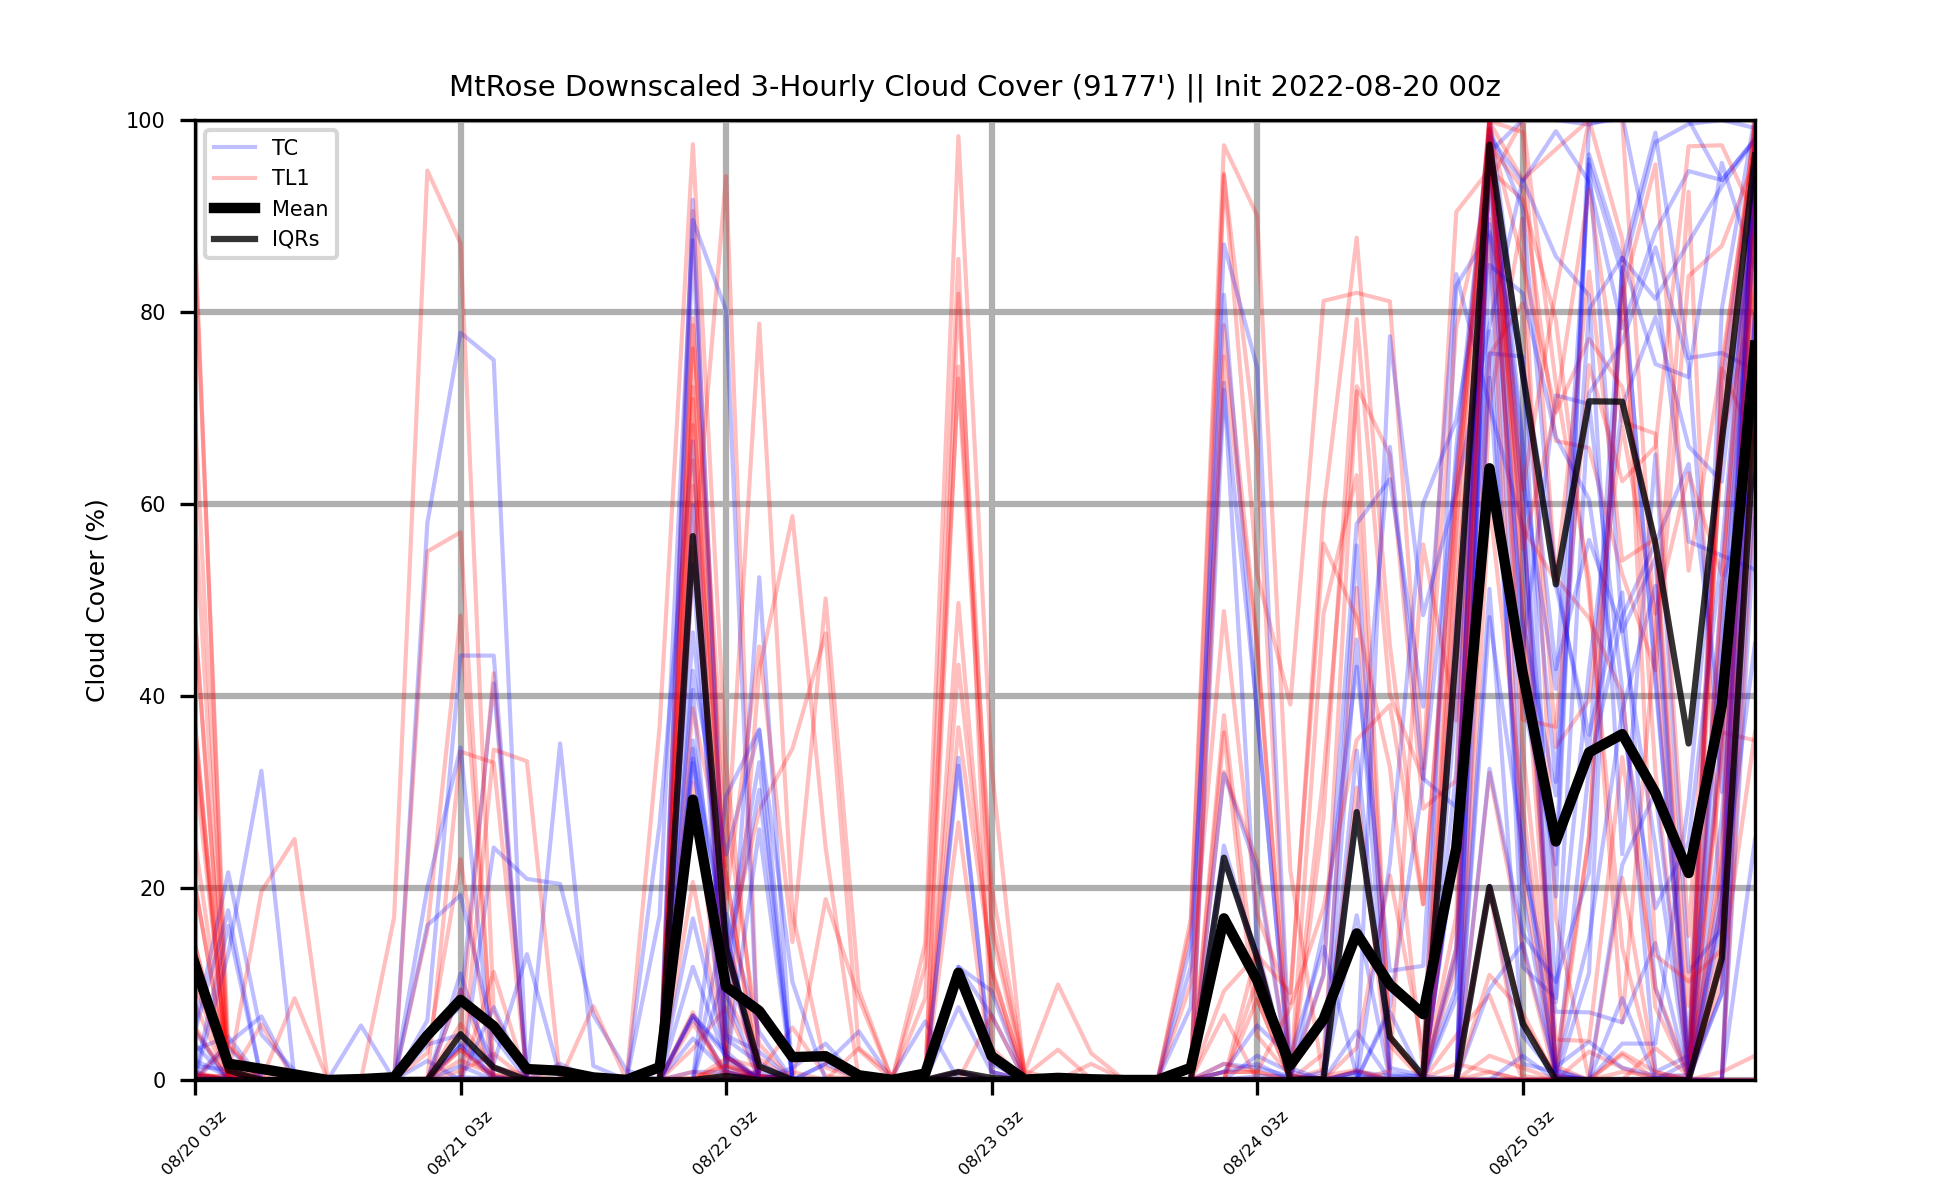 MtRose Downscaled 3-Hourly Cloud Cover (9177') || Init 2022-08-20 00z
100
80
60
40
20
0
Cloud Cover (%)
TC
TL1
Mean
IQRs
08/20 03z
08/21 03z
08/22 03z
08/23 03z
08/24 03z
08/25 03z